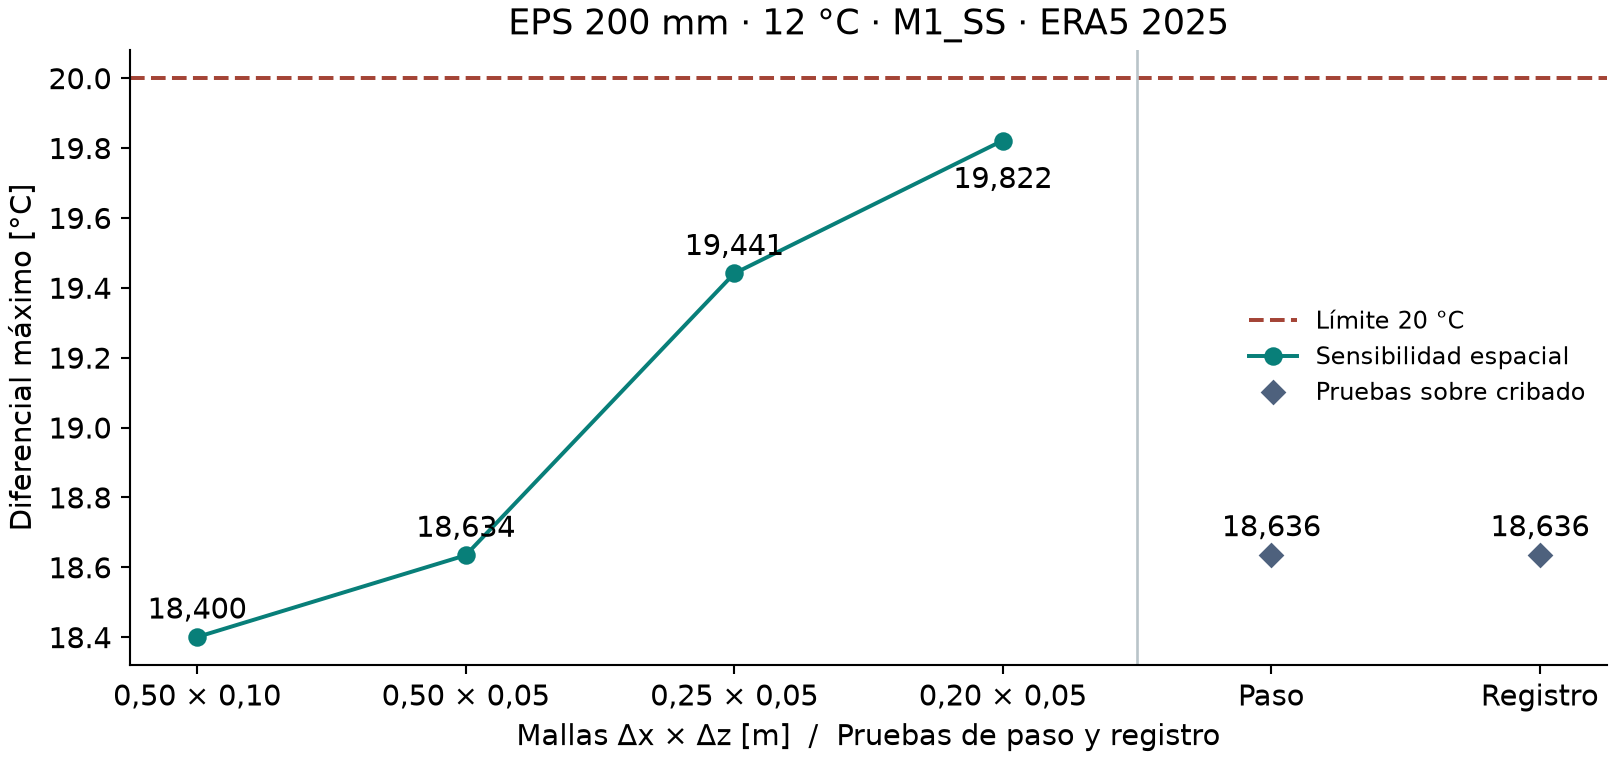 EPS 200 mm · 12 °C · M1_SS · ERA5 2025
Diferencial máximo [°C]
20.0
19.8
19.6
19.4
19.2
19.0
18.8
18.6
18.4
18,400
18,634
19,441
19,822
18,636
18,636
Límite 20 °C
Sensibilidad espacial
Pruebas sobre cribado
0,50 × 0,10
0,50 × 0,05
0,25 × 0,05
0,20 × 0,05
Paso
Registro
Mallas Δx × Δz [m] / Pruebas de paso y registro